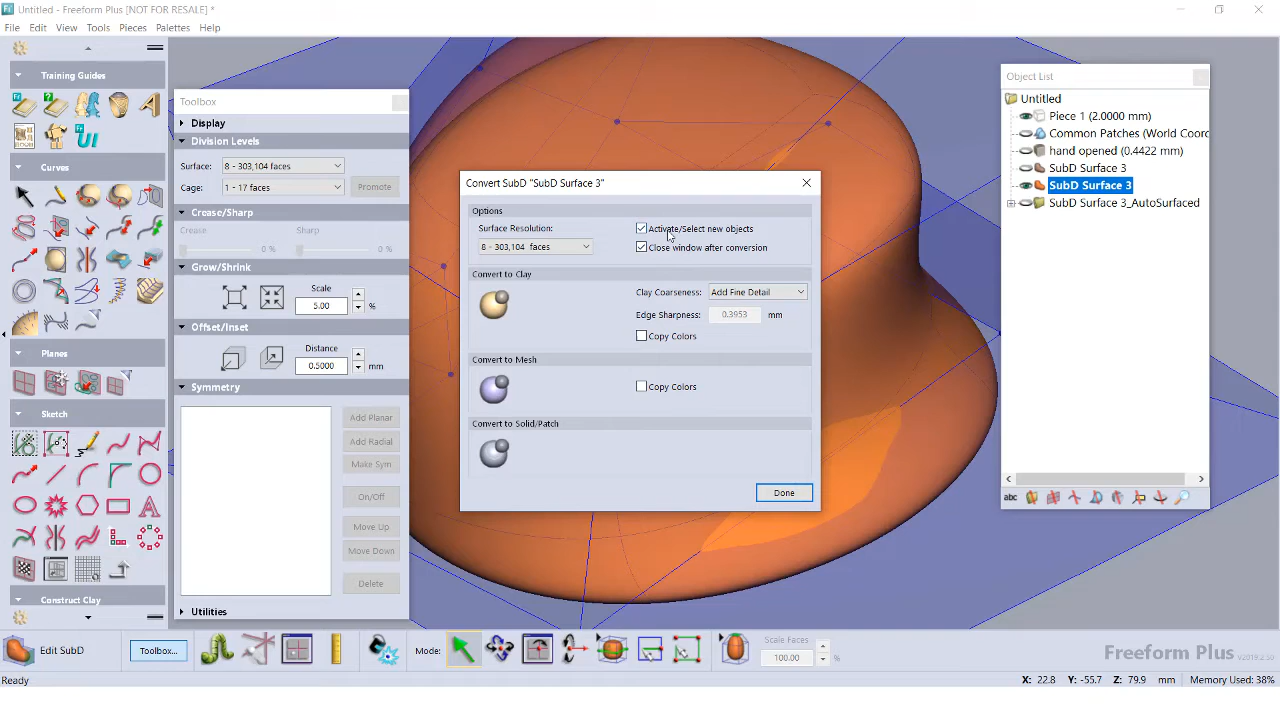 Untitled - Freeform Plus [NOT FOR RESALE] *
File Edit View Tools Pieces Palettes Help
Training Guides
Curves
Planes
Sketch
Construct Clay
Toolbox
Display
Division Levels
Surface: 8 - 303,104 faces
Cage: 1 - 17 faces Promote
Crease/Sharp
Crease Sharp
0 % 0 %
Grow/Shrink
Scale
5.00 %
Offset/Inset
Distance
0.5000 mm
Symmetry
Add Planar
Add Radial
Make Sym
On/Off
Move Up
Move Down
Delete
Utilities
Convert SubD "SubD Surface 3"
Options
Surface Resolution:
8 - 303,104 faces
Activate/Select new objects
Close window after conversion
Convert to Clay
Clay Coarseness: Add Fine Detail
Edge Sharpness: 0.3953 mm
Copy Colors
Convert to Mesh
Copy Colors
Convert to Solid/Patch
Done
Object List
Untitled
Piece 1 (2.0000 mm)
Common Patches (World Coord
hand opened (0.4422 mm)
SubD Surface 3
SubD Surface 3
SubD Surface 3_AutoSurfaced
abc
Edit SubD Toolbox... Mode: Scale Faces
100.00 %
Freeform Plus v2019.2.50
Ready X: 22.8 Y: -55.7 Z: 79.9 mm Memory Used: 38%